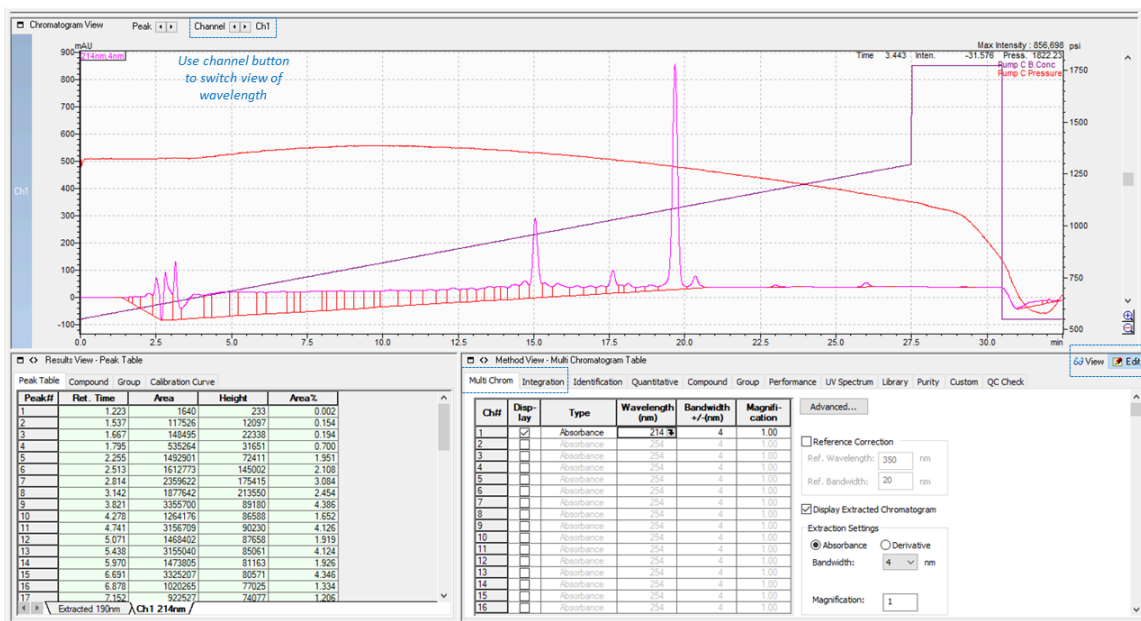 Chromatogram View Peak Channel Ch1
mAU Max Intensity : 856,698 psi
214nm,4nm Time 3.443 Inten. -31.576 Press. 1822.23
Pump C B.Conc
Pump C Pressure
Use channel button
to switch view of
wavelength
900
800
700
600
500
400
300
200
100
0
-100
1750
1500
1250
1000
750
500
Ch1
0.0 2.5 5.0 7.5 10.0 12.5 15.0 17.5 20.0 22.5 25.0 27.5 30.0 min
Results View - Peak Table
Peak Table Compound Group Calibration Curve
Peak# Ret. Time Area Height Area%
1 1.223 1640 233 0.002
2 1.537 117526 12097 0.154
3 1.667 148495 22338 0.194
4 1.795 535264 31651 0.700
5 2.255 1492901 72411 1.951
6 2.513 1612773 145002 2.108
7 2.814 2359622 175415 3.084
8 3.142 1877642 213550 2.454
9 3.821 3355700 89180 4.386
10 4.278 1264176 86588 1.652
11 4.741 3156709 90230 4.126
12 5.071 1468402 87658 1.919
13 5.438 3155040 85061 4.124
14 5.970 1473805 81163 1.926
15 6.691 3325207 80571 4.346
16 6.878 1020265 77025 1.334
17 7.152 922527 74077 1.206
Extracted 190nm Ch1 214nm
Method View - Multi Chromatogram Table
View Edit
Multi Chrom Integration Identification Quantitative Compound Group Performance UV Spectrum Library Purity Custom QC Check
Ch# Disp-lay Type Wavelength (nm) Bandwidth +/-(nm) Magnifi-cation
1 Absorbance 214 4 1.00
2 Absorbance 254 4 1.00
3 Absorbance 254 4 1.00
4 Absorbance 254 4 1.00
5 Absorbance 254 4 1.00
6 Absorbance 254 4 1.00
7 Absorbance 254 4 1.00
8 Absorbance 254 4 1.00
9 Absorbance 254 4 1.00
10 Absorbance 254 4 1.00
11 Absorbance 254 4 1.00
12 Absorbance 254 4 1.00
13 Absorbance 254 4 1.00
14 Absorbance 254 4 1.00
15 Absorbance 254 4 1.00
16 Absorbance 254 4 1.00
Advanced...
Reference Correction
Ref. Wavelength: 350 nm
Ref. Bandwidth: 20 nm
Display Extracted Chromatogram
Extraction Settings
Absorbance Derivative
Bandwidth: 4 nm
Magnification: 1